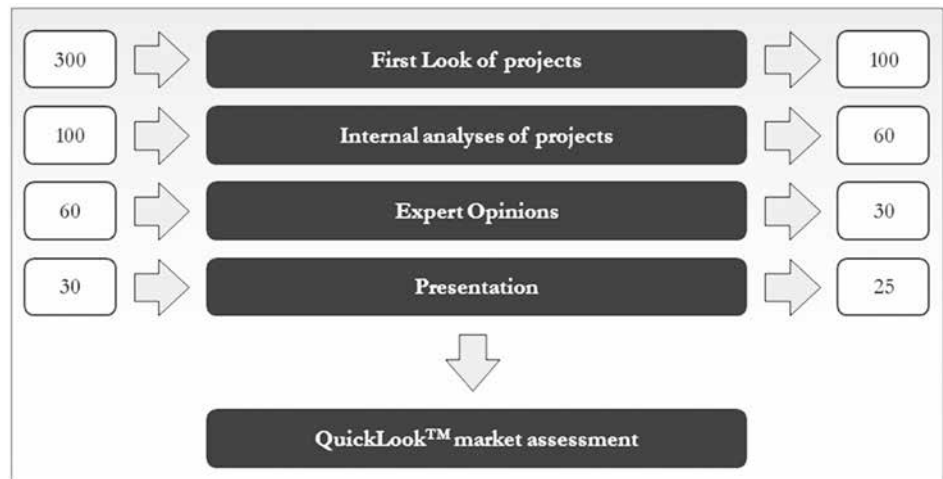 300 First Look of projects 100
100 Internal analyses of projects 60
60 Expert Opinions 30
30 Presentation 25
QuickLook™ market assessment